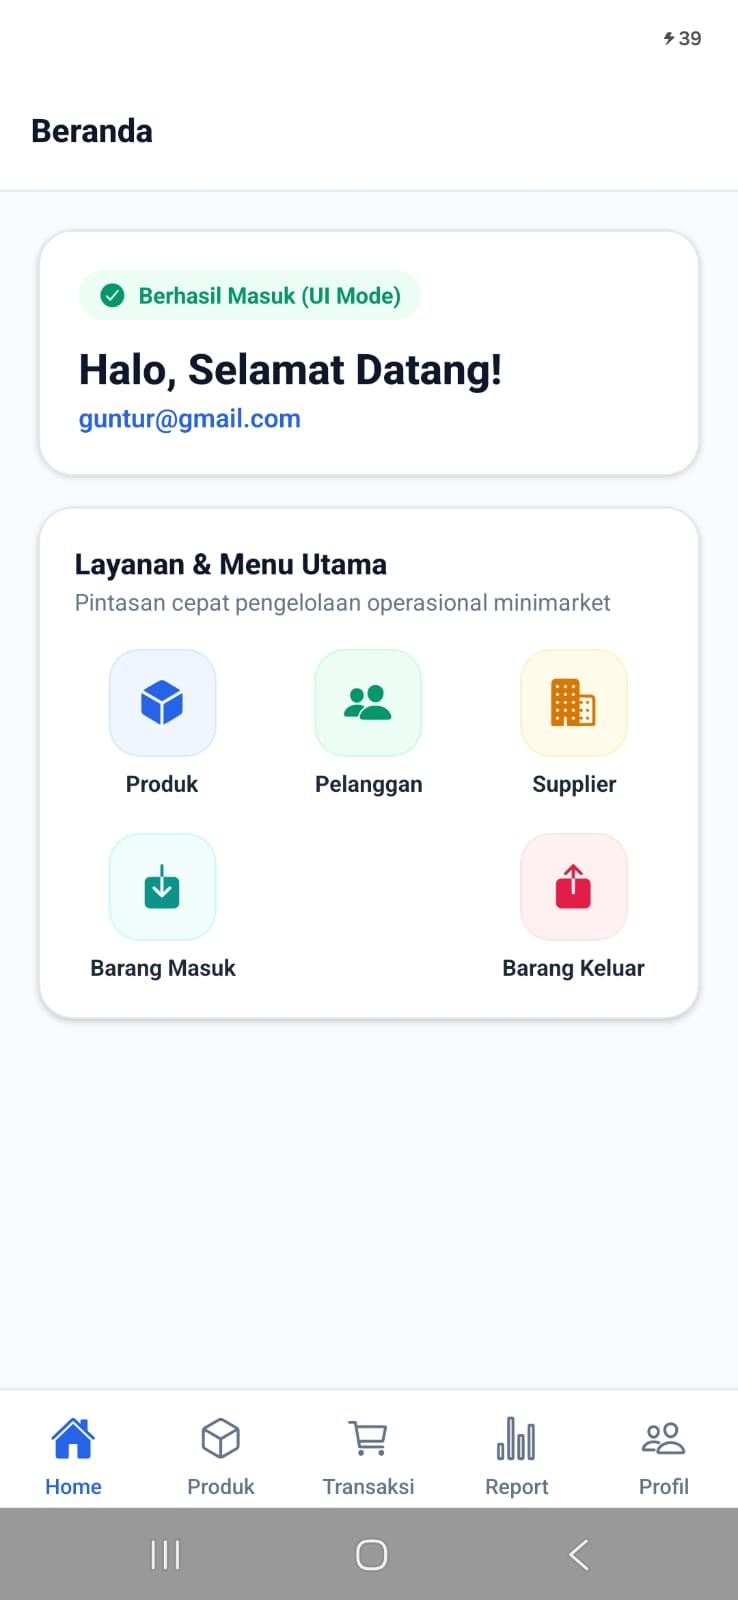 39
Beranda
Berhasil Masuk (UI Mode)
Halo, Selamat Datang!
guntur@gmail.com
Layanan & Menu Utama
Pintasan cepat pengelolaan operasional minimarket
Produk
Pelanggan
Supplier
Barang Masuk
Barang Keluar
Home
Produk
Transaksi
Report
Profil